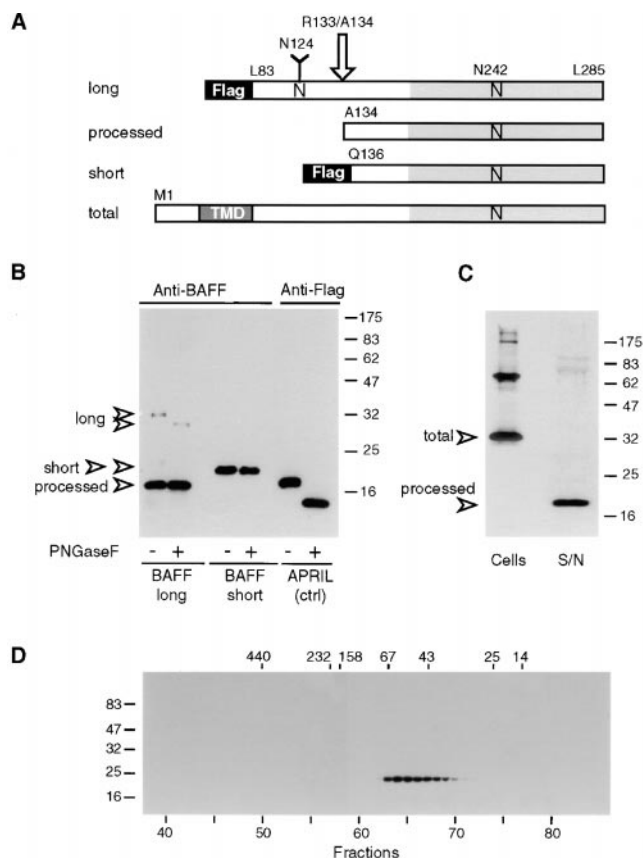 A
R133/A134
N124
L83 N242 L285
long Flag N N
A134
processed N
Q136
short Flag N
M1
total TMD N
B
Anti-BAFF Anti-Flag
175
83
62
47
32
25
16
long
short
processed
PNGaseF - + - + - +
BAFF long BAFF short APRIL (ctrl)
C
175
83
62
47
32
25
16
total
processed
Cells S/N
D
440 232 158 67 43 25 14
83
47
32
25
16
40 50 60 70 80
Fractions